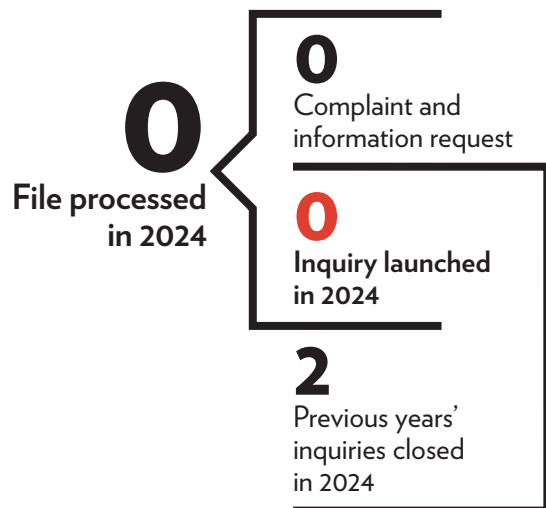 0
File processed
in 2024
0
Complaint and
information request
0
Inquiry launched
in 2024
2
Previous years’
inquiries closed
in 2024